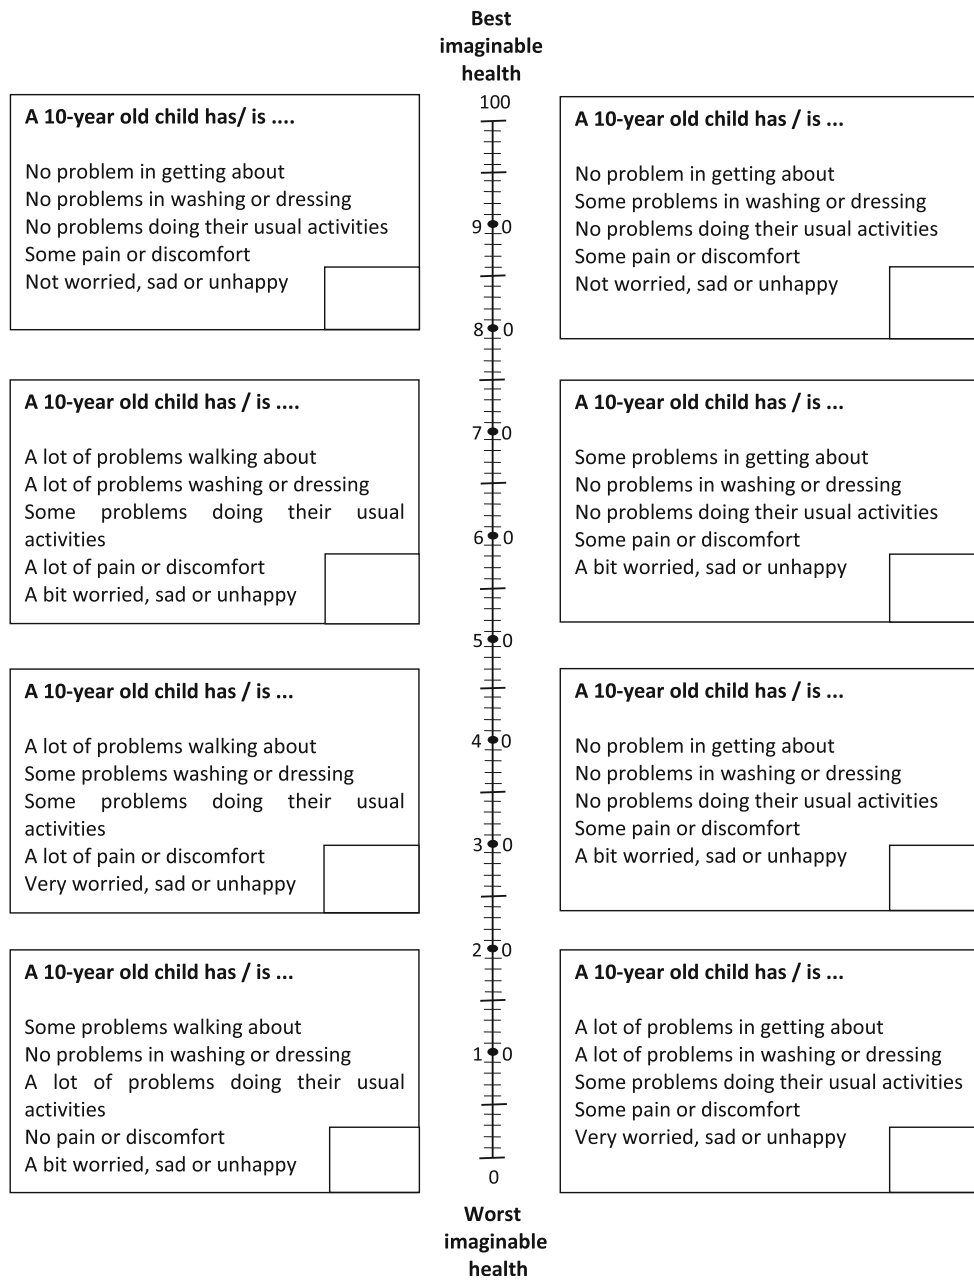 Best
imaginable
health
100
A 10-year old child has/ is ....
No problem in getting about
No problems in washing or dressing
No problems doing their usual activities
Some pain or discomfort
Not worried, sad or unhappy
A 10-year old child has / is ...
No problem in getting about
Some problems in washing or dressing
No problems doing their usual activities
Some pain or discomfort
Not worried, sad or unhappy
90
80
A 10-year old child has / is ....
A lot of problems walking about
A lot of problems washing or dressing
Some problems doing their usual
activities
A lot of pain or discomfort
A bit worried, sad or unhappy
A 10-year old child has / is ...
Some problems in getting about
No problems in washing or dressing
No problems doing their usual activities
Some pain or discomfort
A bit worried, sad or unhappy
70
60
50
A 10-year old child has / is ...
A lot of problems walking about
Some problems washing or dressing
Some problems doing their usual
activities
A lot of pain or discomfort
Very worried, sad or unhappy
A 10-year old child has / is ...
No problem in getting about
No problems in washing or dressing
No problems doing their usual activities
Some pain or discomfort
A bit worried, sad or unhappy
40
30
20
A 10-year old child has / is ...
Some problems walking about
No problems in washing or dressing
A lot of problems doing their usual
activities
No pain or discomfort
A bit worried, sad or unhappy
A 10-year old child has / is ...
A lot of problems in getting about
A lot of problems in washing or dressing
Some problems doing their usual activities
Some pain or discomfort
Very worried, sad or unhappy
10
0
Worst
imaginable
health